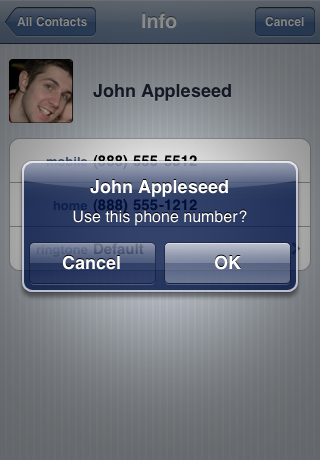 All Contacts Info Cancel
John Appleseed
mobile (888) 555-5512
John Appleseed
home (888) 555-1212
Use this phone number?
ringtone Default
Cancel OK